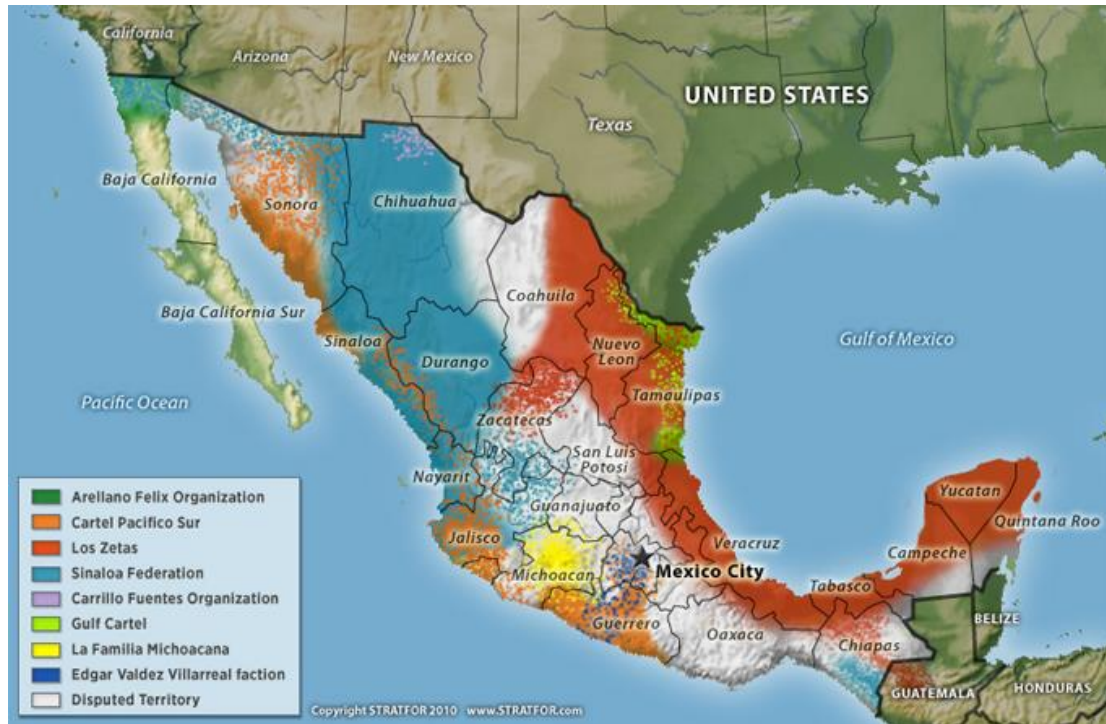 California
Arizona
New Mexico
UNITED STATES
Texas
Baja California
Sonora
Chihuahua
Coahuila
Baja California Sur
Sinaloa
Durango
Nuevo
Leon
Gulf of Mexico
Tamaulipas
Pacific Ocean
Zacatecas
San Luis
Potosi
Nayarit
Guanajuato
Yucatan
Quintana Roo
Jalisco
Veracruz
Campeche
Michoacan
Mexico City
Tabasco
Guerrero
Oaxaca
Chiapas
BELIZE
GUATEMALA
HONDURAS
Arellano Felix Organization
Cartel Pacifico Sur
Los Zetas
Sinaloa Federation
Carrillo Fuentes Organization
Gulf Cartel
La Familia Michoacana
Edgar Valdez Villarreal faction
Disputed Territory
Copyright STRATFOR 2010 www.STRATFOR.com